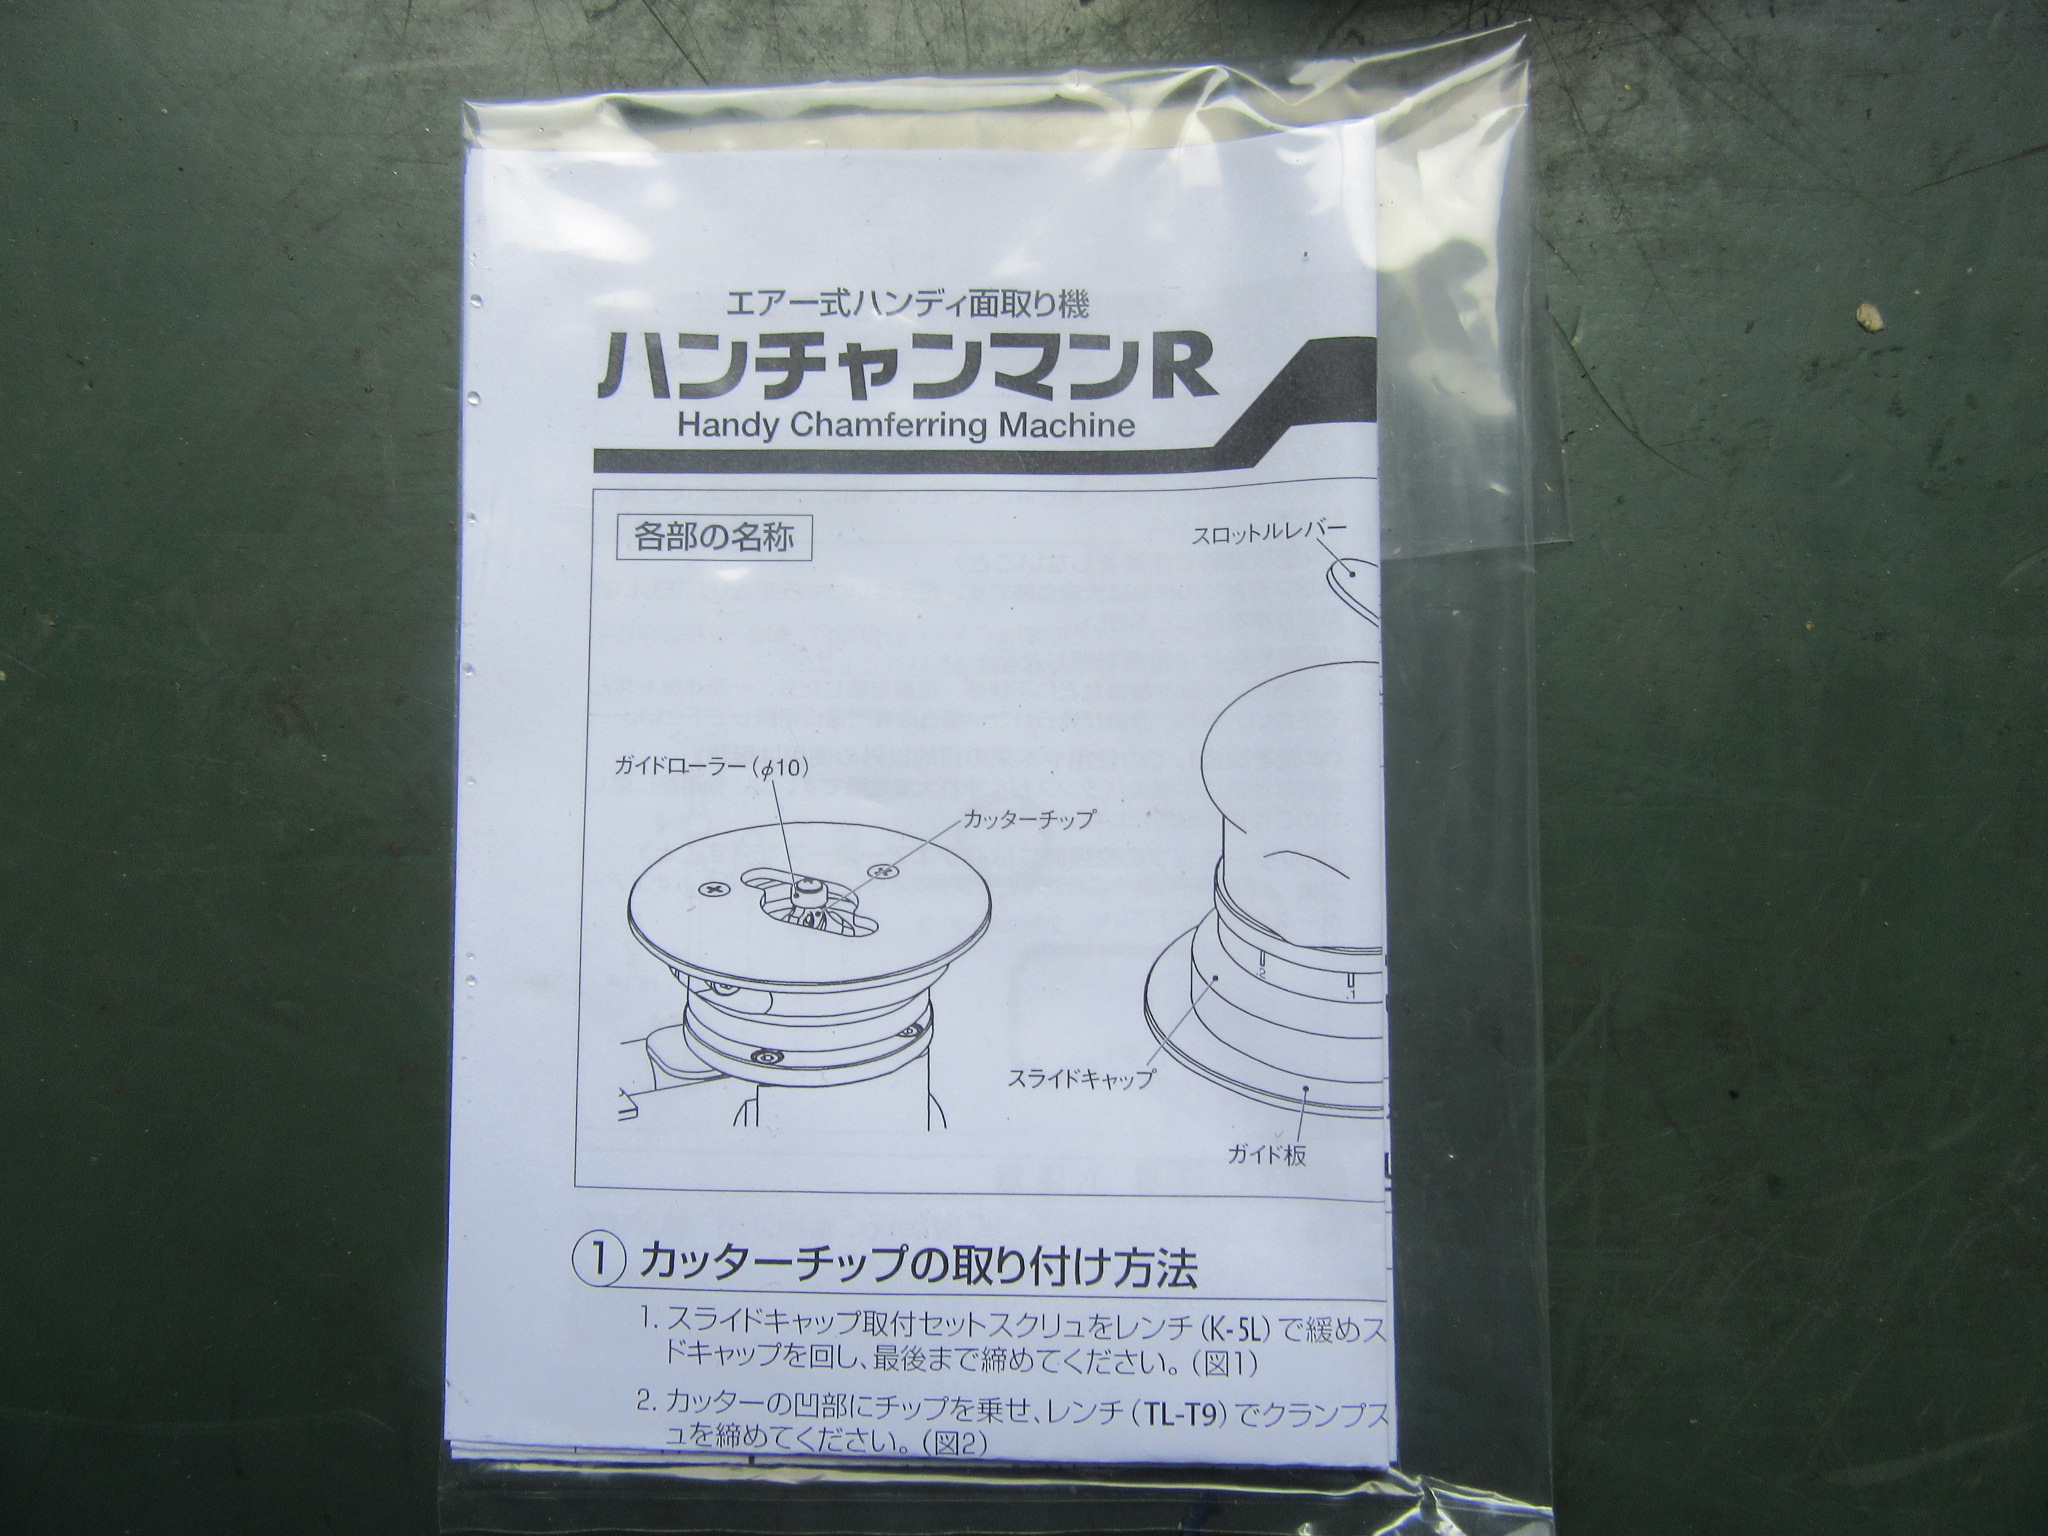 エアー式ハンディ面取り機
ハンチャンマンR
Handy Chamferring Machine
各部の名称
スロットルレバー
ガイドローラー(φ10)
カッターチップ
.2
.1
スライドキャップ
ガイド板
① カッターチップの取り付け方法
1. スライドキャップ取付セットスクリュをレンチ(K-5L)で緩めス
ドキャップを回し、最後まで締めてください。(図1)
2. カッターの凹部にチップを乗せ、レンチ(TL-T9)でクランプス
ュを締めてください。(図2)